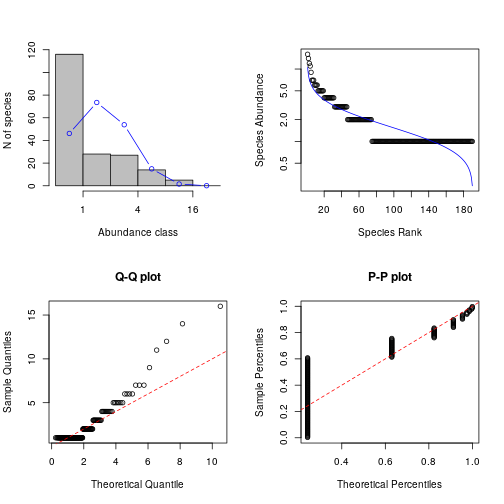 N of species
0 20 40 60 80 120
1 4 16
Abundance class
Species Abundance
0.5 2.0 5.0
20 40 60 80 100 140 180
Species Rank
Q-Q plot
Sample Quantiles
5 10 15
0 2 4 6 8 10
Theoretical Quantile
P-P plot
Sample Percentiles
0.0 0.2 0.4 0.6 0.8 1.0
0.4 0.6 0.8 1.0
Theoretical Percentiles